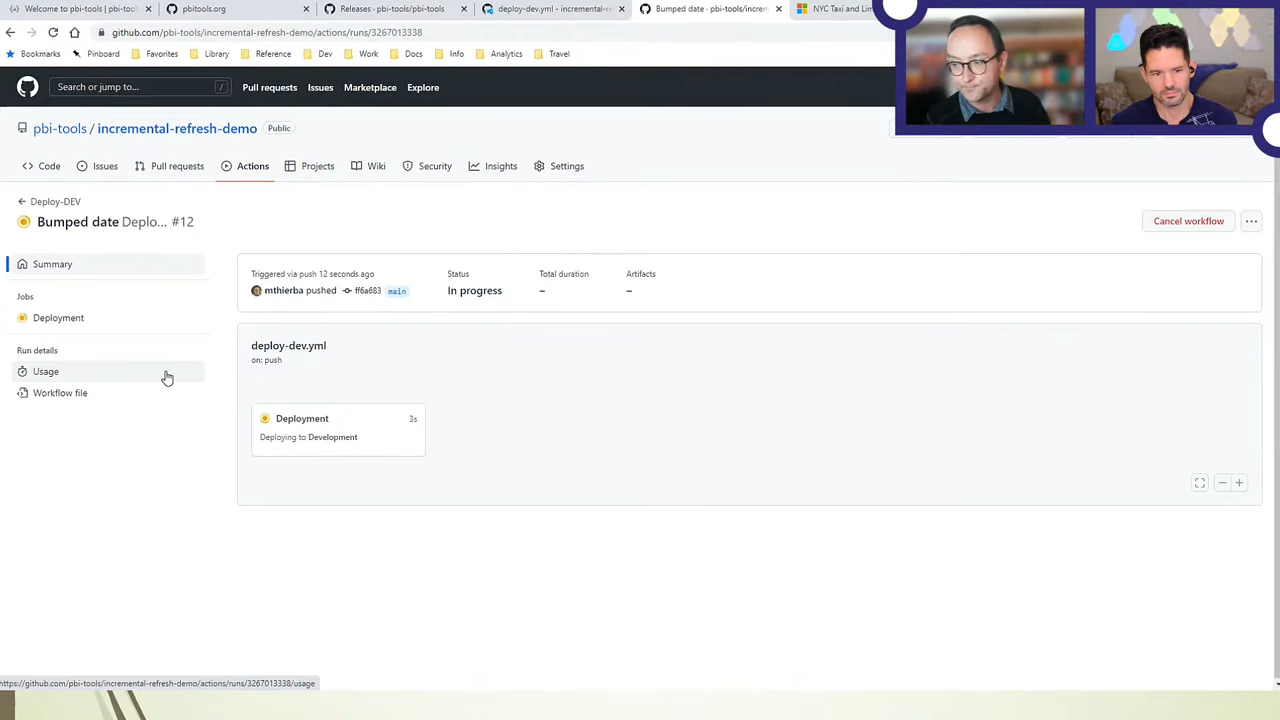 Welcome to pbi-tools | pbi-tool
pbitools.org
Releases · pbi-tools/pbi-tools
deploy-dev.yml - incremental-r
Bumped date · pbi-tools/increm
NYC Taxi and Lim
github.com/pbi-tools/incremental-refresh-demo/actions/runs/3267013338
Bookmarks
Pinboard
Favorites
Library
Reference
Dev
Work
Docs
Info
Analytics
Travel
Search or jump to...
/
Pull requests
Issues
Marketplace
Explore
pbi-tools / incremental-refresh-demo
Public
Code
Issues
Pull requests
Actions
Projects
Wiki
Security
Insights
Settings
Deploy-DEV
Bumped date Deplo... #12
Cancel workflow
Summary
Jobs
Deployment
Run details
Usage
Workflow file
Triggered via push 12 seconds ago
mthierba pushed ff6a683 main
Status
In progress
Total duration
–
Artifacts
–
deploy-dev.yml
on: push
Deployment 3s
Deploying to Development
https://github.com/pbi-tools/incremental-refresh-demo/actions/runs/3267013338/usage